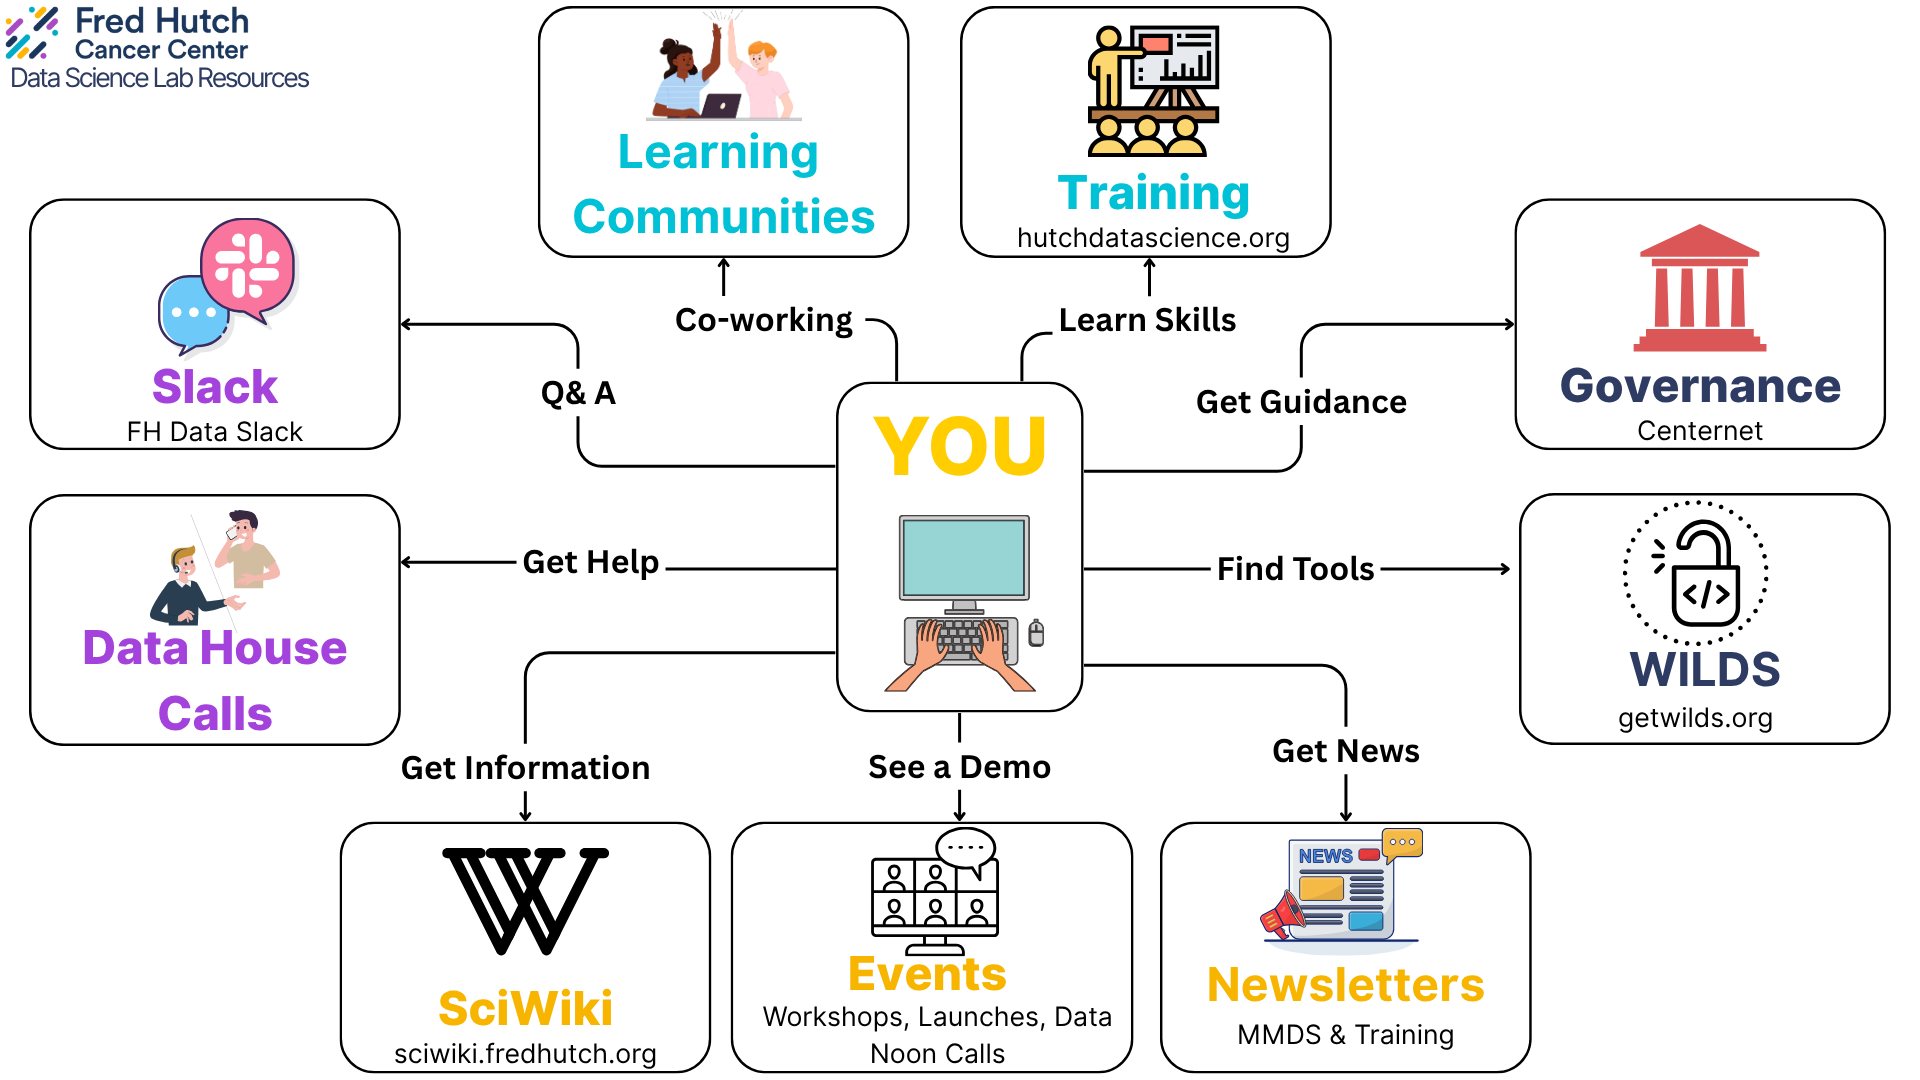 Fred Hutch
Cancer Center
Data Science Lab Resources
Learning
Communities
Training
hutchdatascience.org
Slack
FH Data Slack
Governance
Centernet
Co-working
Learn Skills
Q& A
Get Guidance
YOU
Data House
Calls
Get Help
Find Tools
</>
WILDS
getwilds.org
Get Information
See a Demo
Get News
W
SciWiki
sciwiki.fredhutch.org
Events
Workshops, Launches, Data
Noon Calls
NEWS
Newsletters
MMDS & Training